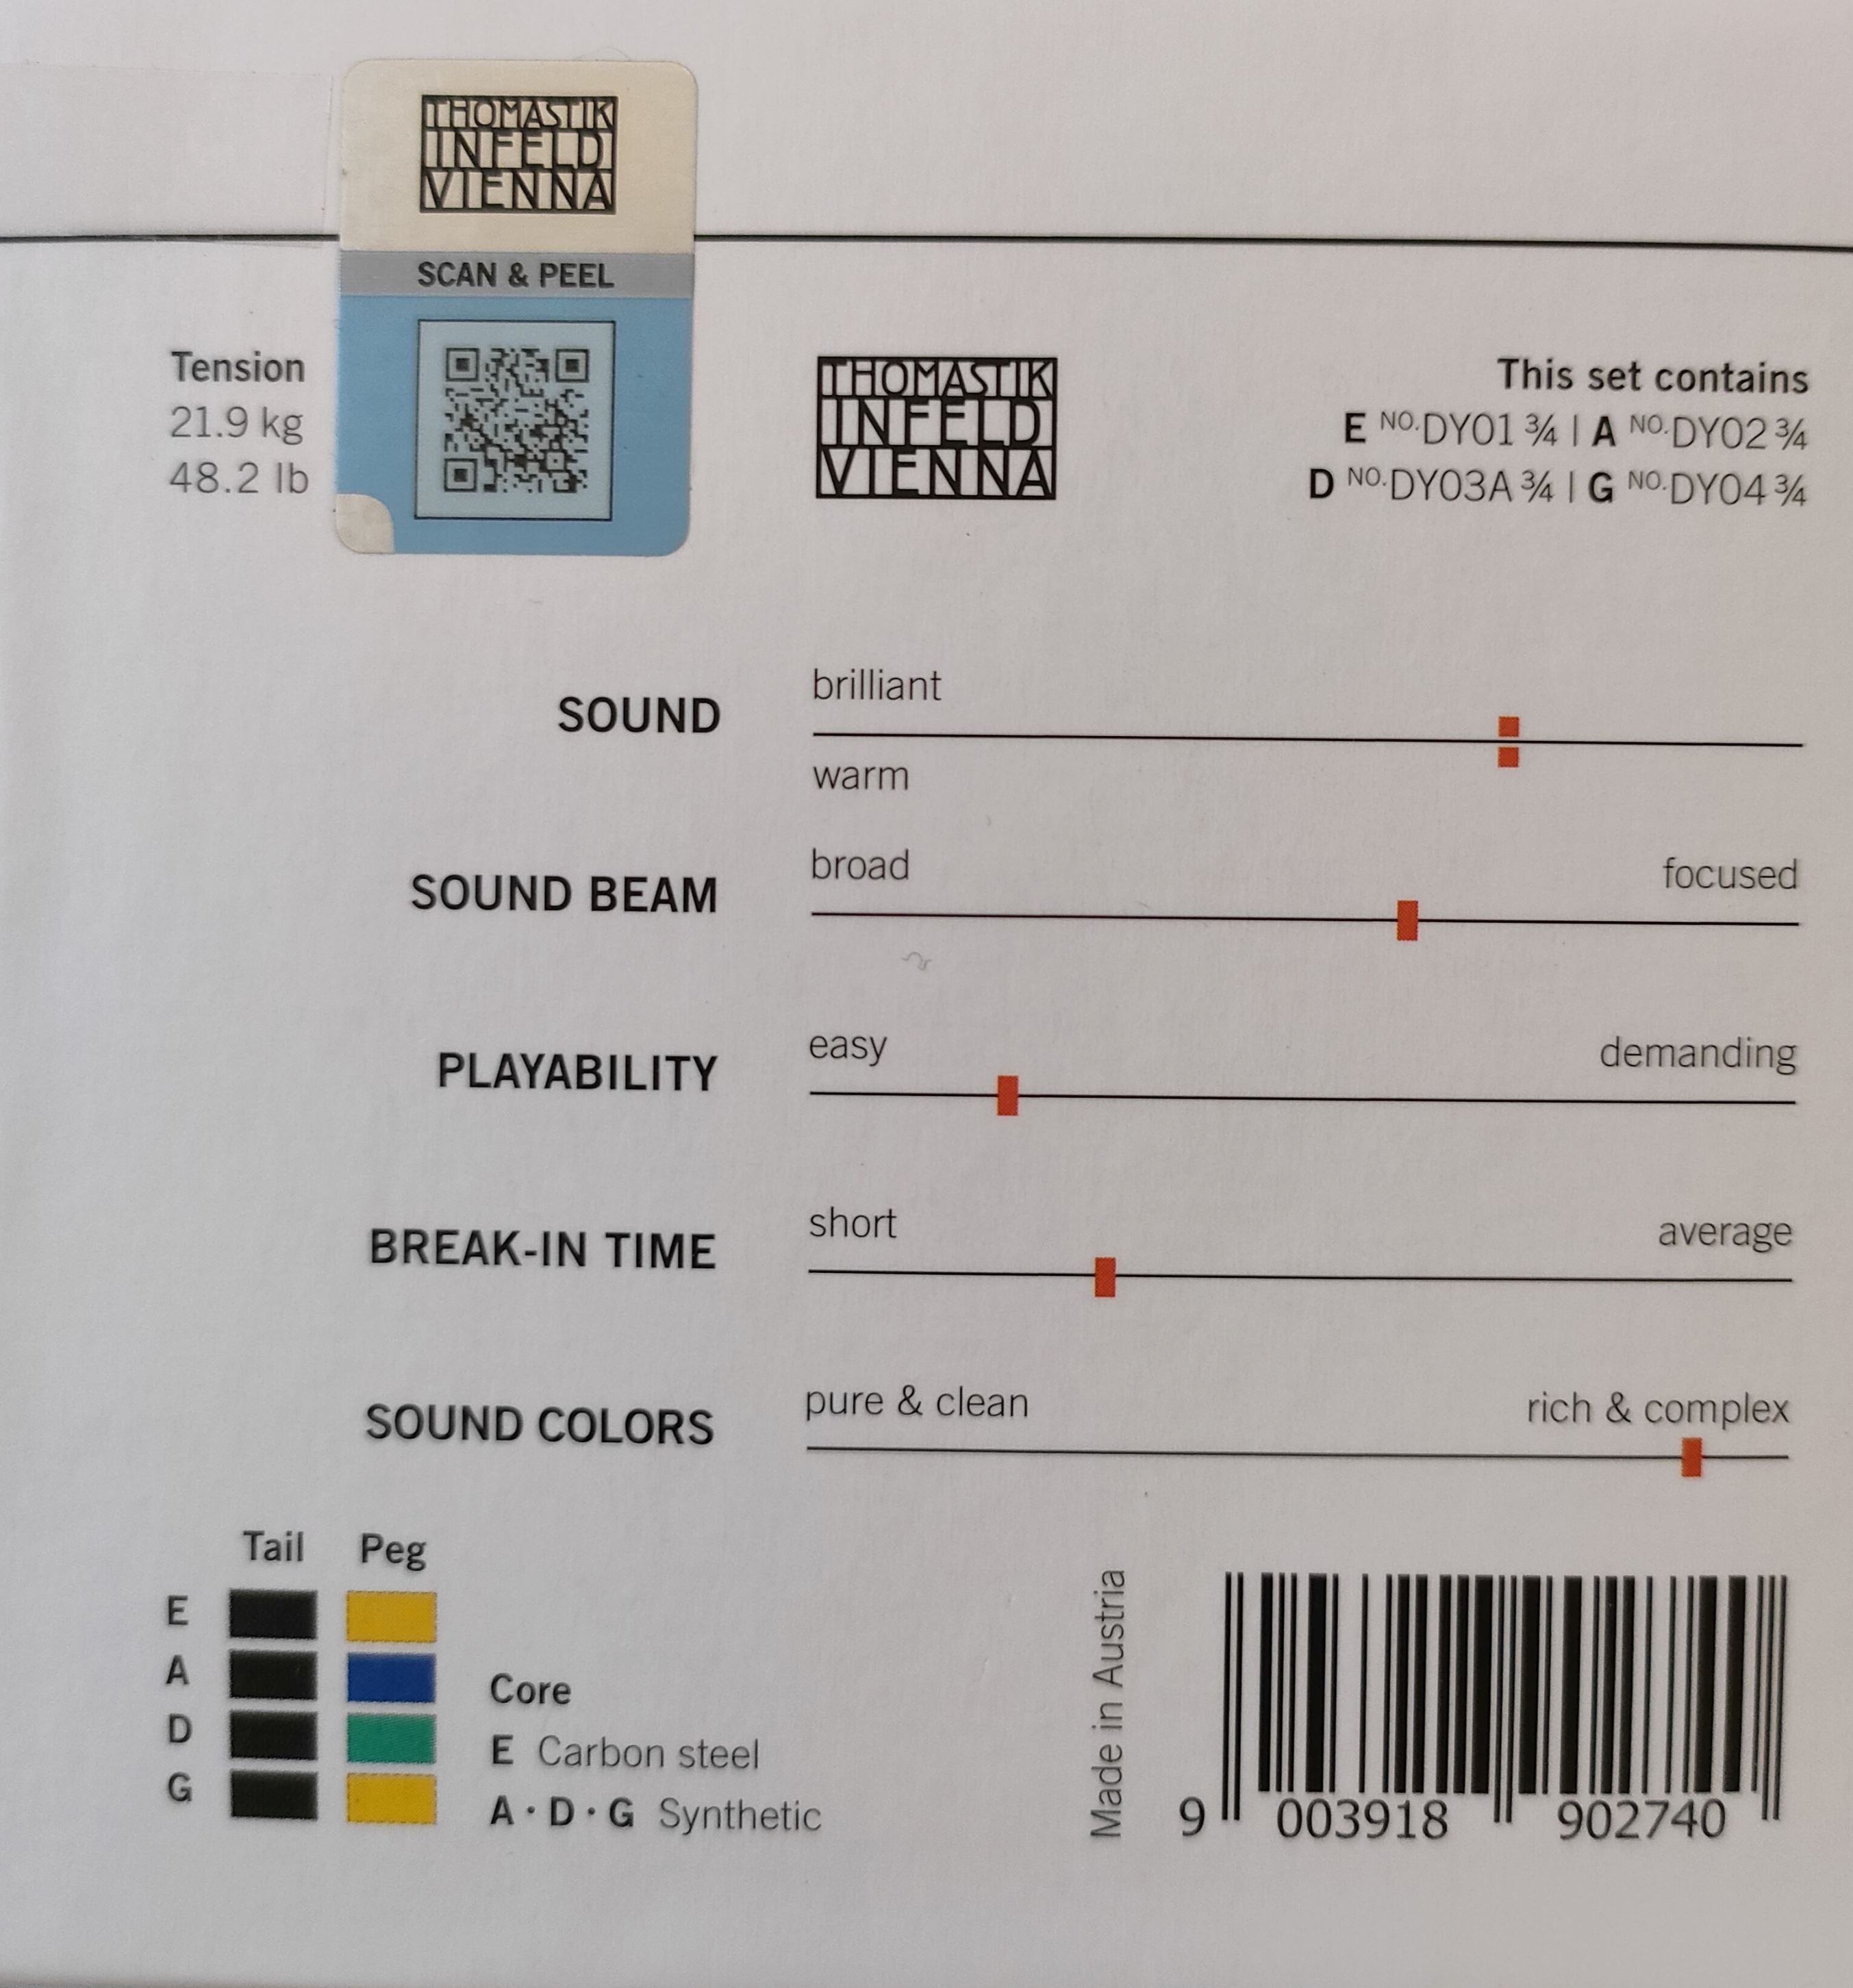 THOMASTIK
INFELD
VIENNA
SCAN & PEEL
Tension
21.9 kg
48.2 lb
THOMASTIK
INFELD
VIENNA
This set contains
E NO.DY01 ¾ | A NO.DY02 ¾
D NO.DY03A ¾ | G NO.DY04 ¾
SOUND
brilliant
warm
SOUND BEAM
broad
focused
PLAYABILITY
easy
demanding
BREAK-IN TIME
short
average
SOUND COLORS
pure & clean
rich & complex
Tail Peg
E
A
D
G
Core
E Carbon steel
A · D · G Synthetic
Made in Austria
9 003918 902740